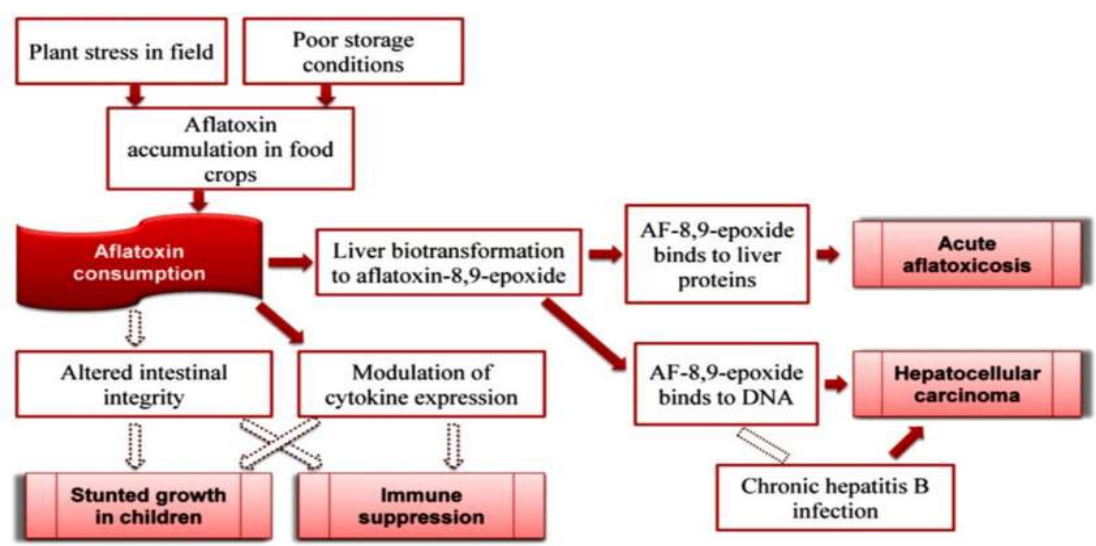 Plant stress in field
Poor storage
conditions
Aflatoxin
accumulation in food
crops
Aflatoxin
consumption
Liver biotransformation
to aflatoxin-8,9-epoxide
AF-8,9-epoxide
binds to liver
proteins
Acute
aflatoxicosis
Altered intestinal
integrity
Modulation of
cytokine expression
AF-8,9-epoxide
binds to DNA
Hepatocellular
carcinoma
Stunted growth
in children
Immune
suppression
Chronic hepatitis B
infection